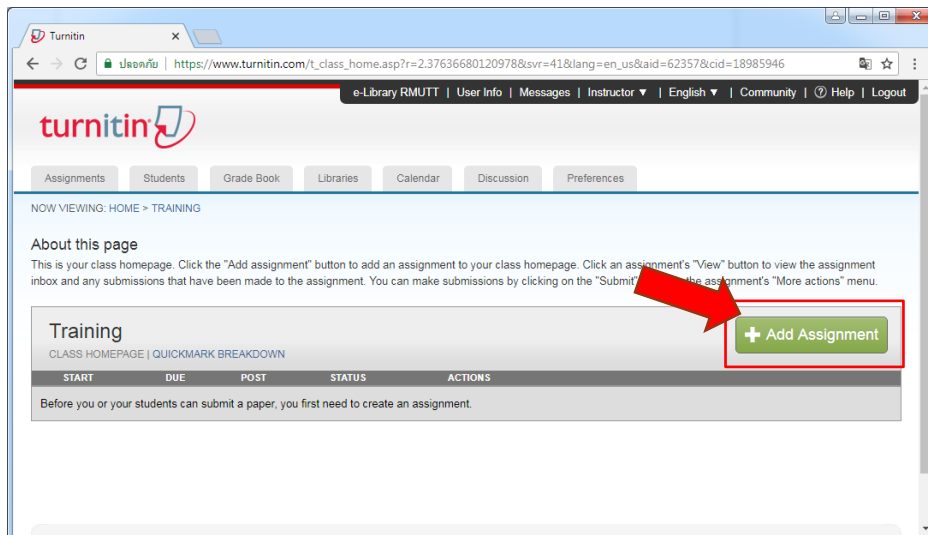 Turnitin
ปลอดภัย | https://www.turnitin.com/t_class_home.asp?r=2.37636680120978&svr=41&lang=en_us&aid=62357&cid=18985946
e-Library RMUTT | User Info | Messages | Instructor ▼ | English ▼ | Community | ? Help | Logout
turnitin
Assignments Students Grade Book Libraries Calendar Discussion Preferences
NOW VIEWING: HOME > TRAINING
About this page
This is your class homepage. Click the "Add assignment" button to add an assignment to your class homepage. Click an assignment's "View" button to view the assignment
inbox and any submissions that have been made to the assignment. You can make submissions by clicking on the "Submit" the assignment's "More actions" menu.
Training
+ Add Assignment
CLASS HOMEPAGE | QUICKMARK BREAKDOWN
START DUE POST STATUS ACTIONS
Before you or your students can submit a paper, you first need to create an assignment.